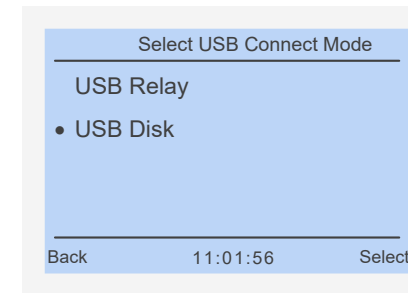 Select USB Connect Mode
USB Relay
• USB Disk
Back 11:01:56 Select